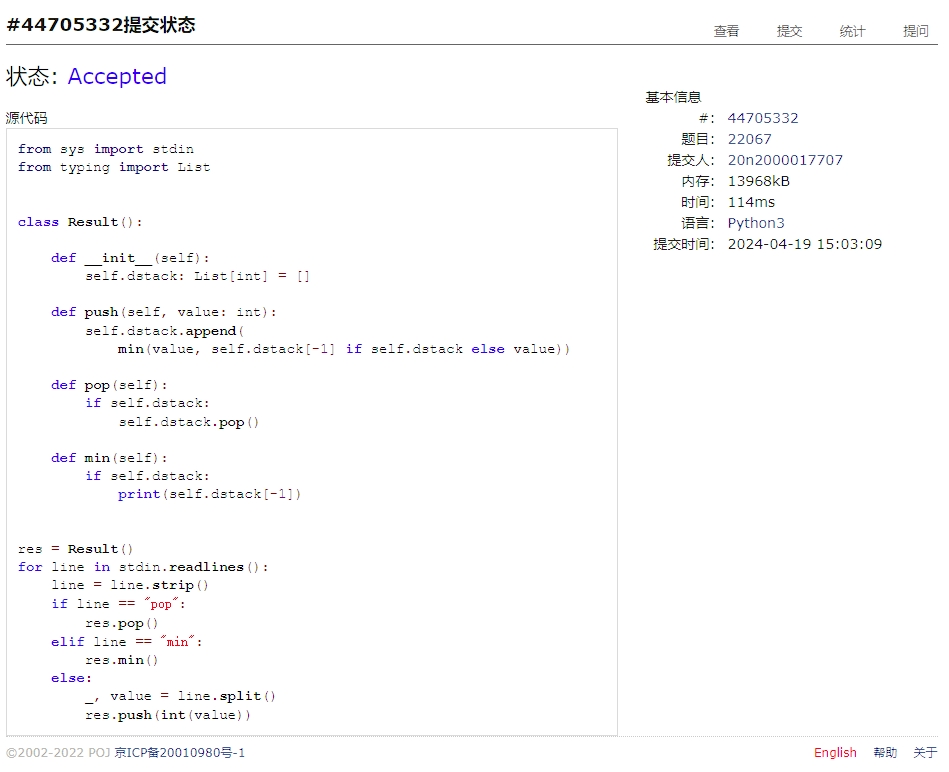 #44705332提交状态
查看 提交 统计 提问
状态: Accepted
源代码
from sys import stdin
from typing import List
class Result():
    def __init__(self):
        self.dstack: List[int] = []
    def push(self, value: int):
        self.dstack.append(
            min(value, self.dstack[-1] if self.dstack else value))
    def pop(self):
        if self.dstack:
            self.dstack.pop()
    def min(self):
        if self.dstack:
            print(self.dstack[-1])
res = Result()
for line in stdin.readlines():
    line = line.strip()
    if line == "pop":
        res.pop()
    elif line == "min":
        res.min()
    else:
        _, value = line.split()
        res.push(int(value))
基本信息
#: 44705332
题目: 22067
提交人: 20n2000017707
内存: 13968kB
时间: 114ms
语言: Python3
提交时间: 2024-04-19 15:03:09
©2002-2022 POJ 京ICP备20010980号-1
English 帮助 关于